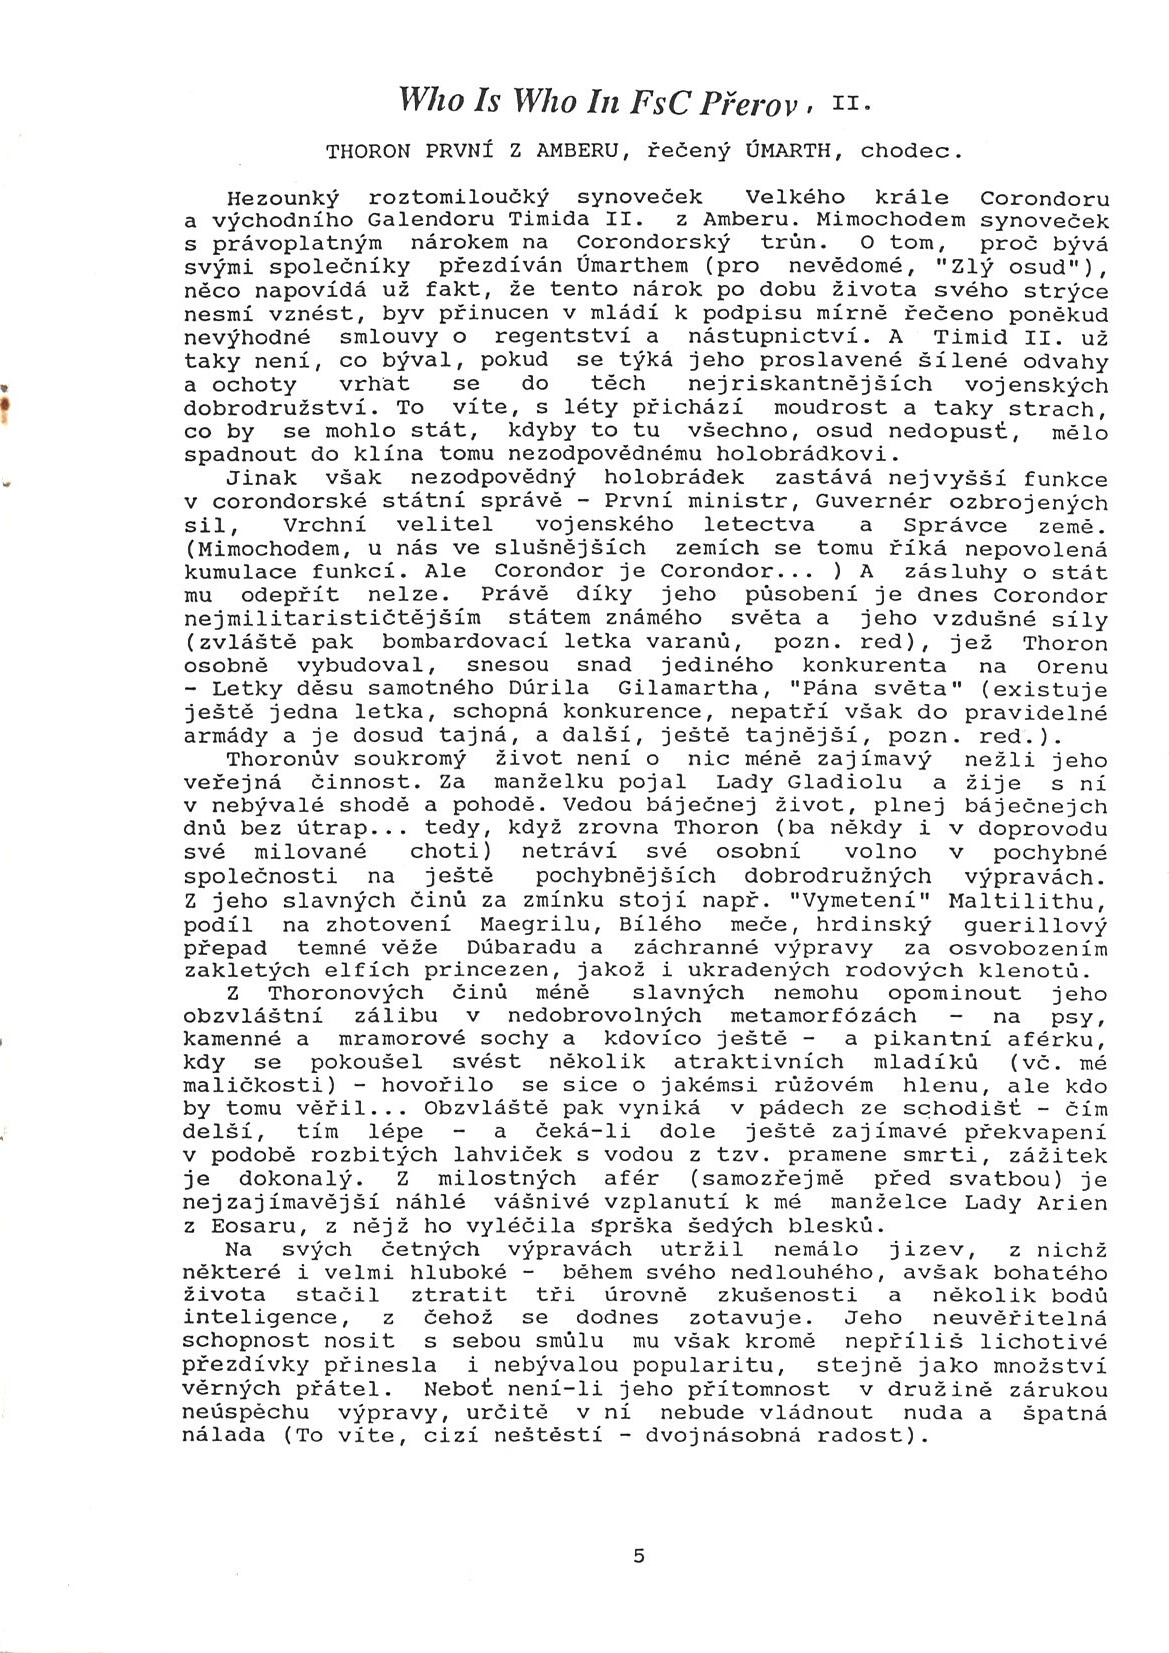 Who Is Who In FsC Přerov, II.
THORON PRVNÍ Z AMBERU, řečený ÚMARTH, chodec.
Hezounký roztomiloučký synoveček Velkého krále Corondoru
a východního Galendoru Timida II. z Amberu. Mimochodem synoveček
s právoplatným nárokem na Corondorský trůn. O tom, proč bývá
svými společníky přezdíván Úmarthem (pro nevědomé, "Zlý osud"),
něco napovídá už fakt, že tento nárok po dobu života svého strýce
nesmí vznést, byv přinucen v mládí k podpisu mírně řečeno poněkud
nevýhodné smlouvy o regentství a nástupnictví. A Timid II. už
taky není, co býval, pokud se týká jeho proslavené šílené odvahy
a ochoty vrhat se do těch nejriskantnějších vojenských
dobrodružství. To víte, s léty přichází moudrost a taky strach,
co by se mohlo stát, kdyby to tu všechno, osud nedopusť, mělo
spadnout do klína tomu nezodpovědnému holobrádkovi.
Jinak však nezodpovědný holobrádek zastává nejvyšší funkce
v corondorské státní správě - První ministr, Guvernér ozbrojených
sil, Vrchní velitel vojenského letectva a Správce země.
(Mimochodem, u nás ve slušnějších zemích se tomu říká nepovolená
kumulace funkcí. Ale Corondor je Corondor... ) A zásluhy o stát
mu odepřít nelze. Právě díky jeho působení je dnes Corondor
nejmilitarističtějším státem známého světa a jeho vzdušné síly
(zvláště pak bombardovací letka varanů, pozn. red), jež Thoron
osobně vybudoval, snesou snad jediného konkurenta na Orenu
- Letky děsu samotného Dúrila Gilamartha, "Pána světa" (existuje
ještě jedna letka, schopná konkurence, nepatří však do pravidelné
armády a je dosud tajná, a další, ještě tajnější, pozn. red.).
Thoronův soukromý život není o nic méně zajímavý nežli jeho
veřejná činnost. Za manželku pojal Lady Gladiolu a žije s ní
v nebývalé shodě a pohodě. Vedou báječnej život, plnej báječnejch
dnů bez útrap... tedy, když zrovna Thoron (ba někdy i v doprovodu
své milované choti) netráví své osobní volno v pochybné
společnosti na ještě pochybnějších dobrodružných výpravách.
Z jeho slavných činů za zmínku stojí např. "Vymetení" Maltilithu,
podíl na zhotovení Maegrilu, Bílého meče, hrdinský guerillový
přepad temné věže Dúbaradu a záchranné výpravy za osvobozením
zakletých elfích princezen, jakož i ukradených rodových klenotů.
Z Thoronových činů méně slavných nemohu opominout jeho
obzvláštní zálibu v nedobrovolných metamorfózách - na psy,
kamenné a mramorové sochy a kdovíco ještě - a pikantní aférku,
kdy se pokoušel svést několik atraktivních mladíků (vč. mé
maličkosti) - hovořilo se sice o jakémsi růžovém hlenu, ale kdo
by tomu věřil... Obzvláště pak vyniká v pádech ze schodišť - čím
delší, tím lépe - a čeká-li dole ještě zajímavé překvapení
v podobě rozbitých lahviček s vodou z tzv. pramene smrti, zážitek
je dokonalý. Z milostných afér (samozřejmě před svatbou) je
nejzajímavější náhlé vášnivé vzplanutí k mé manželce Lady Arien
z Eosaru, z nějž ho vyléčila sprška šedých blesků.
Na svých četných výpravách utržil nemálo jizev, z nichž
některé i velmi hluboké - během svého nedlouhého, avšak bohatého
života stačil ztratit tři úrovně zkušenosti a několik bodů
inteligence, z čehož se dodnes zotavuje. Jeho neuvěřitelná
schopnost nosit s sebou smůlu mu však kromě nepříliš lichotivé
přezdívky přinesla i nebývalou popularitu, stejně jako množství
věrných přátel. Neboť není-li jeho přítomnost v družině zárukou
neúspěchu výpravy, určitě v ní nebude vládnout nuda a špatná
nálada (To víte, cizí neštěstí - dvojnásobná radost).
5